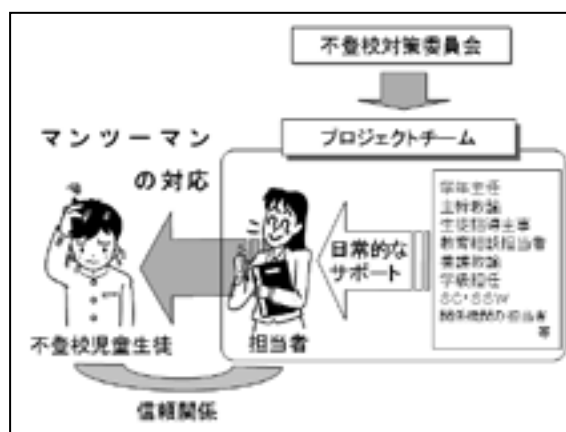 不登校対策委員会
プロジェクトチーム
マンツーマン
の対応
学年主任
主幹教諭
生徒指導主事
教育相談担当者
養護教諭
学級担任
SC・SSW
関係機関の担当者
等
日常的な
サポート
不登校児童生徒
担当者
信頼関係